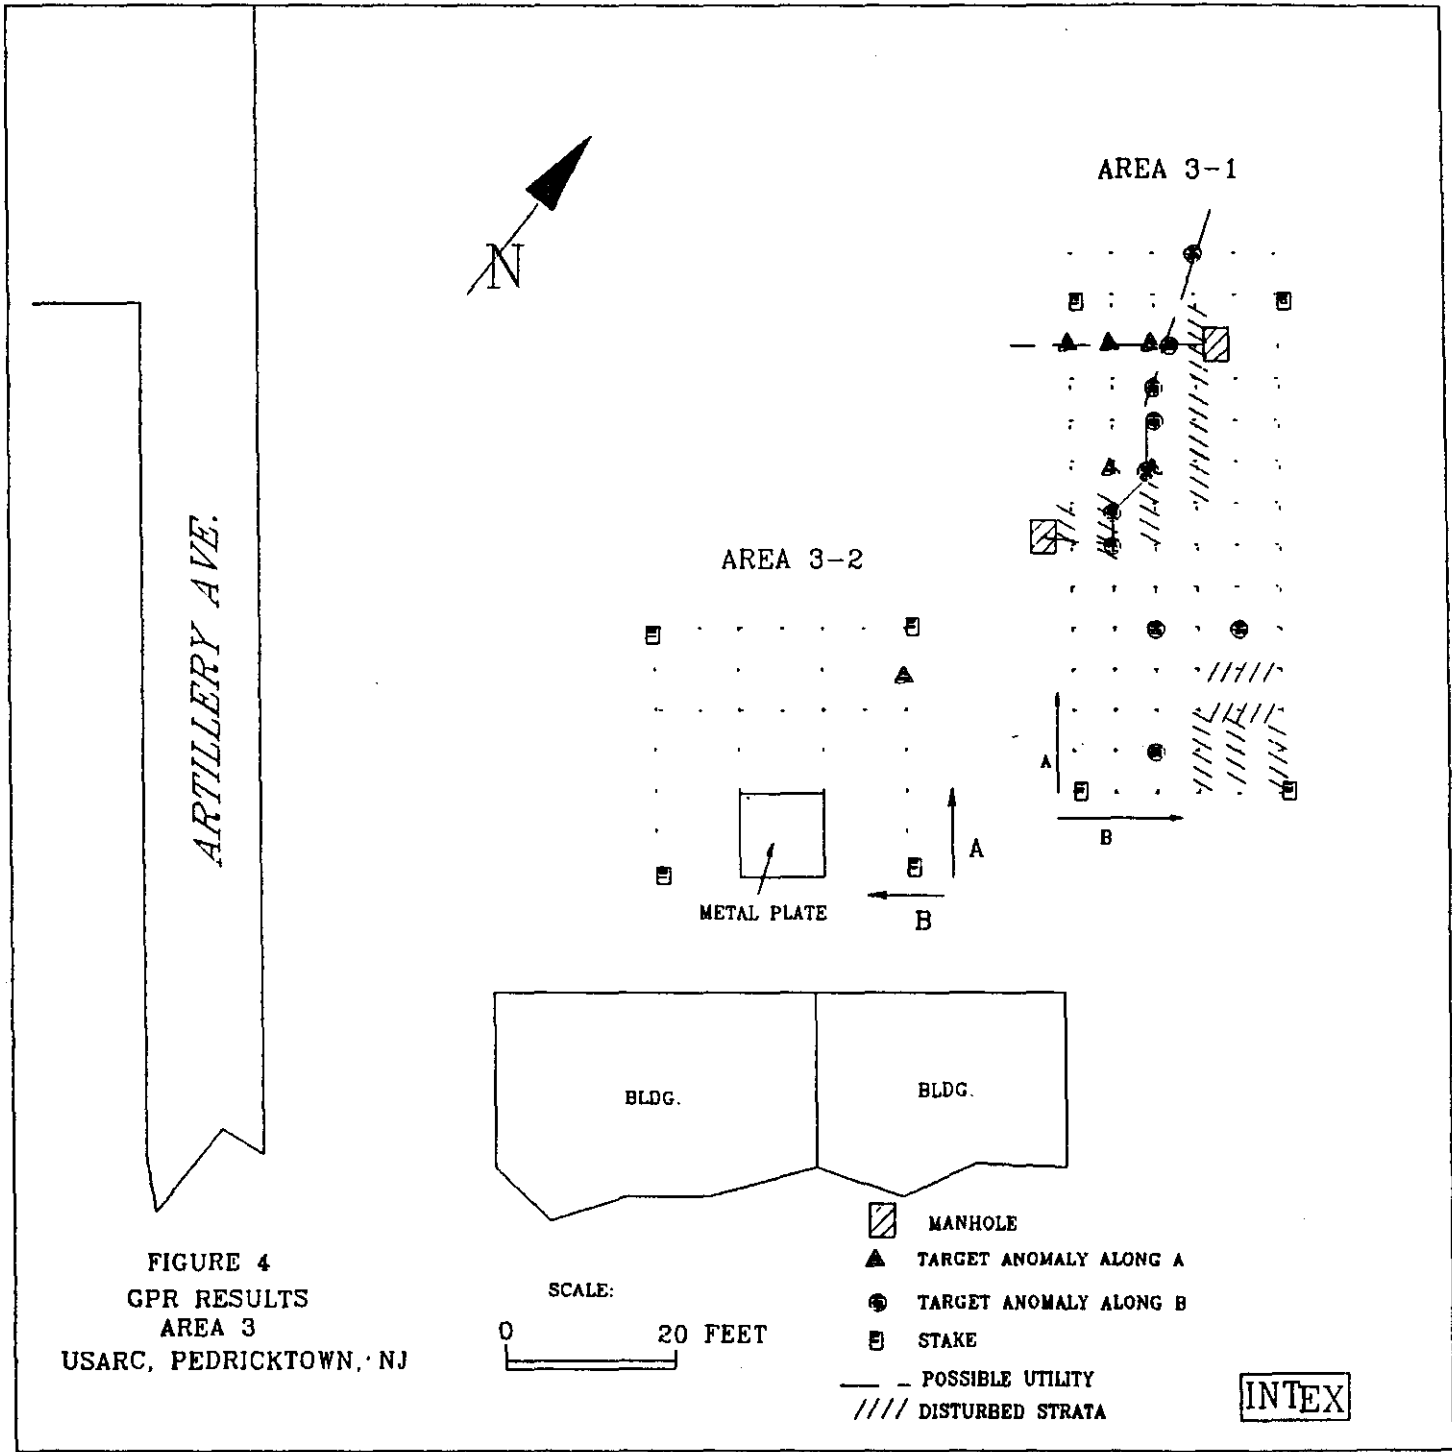 AREA 3-1
N
ARTILLERY AVE.
AREA 3-2
A
B
A
B
METAL PLATE
BLDG.
BLDG.
MANHOLE
TARGET ANOMALY ALONG A
TARGET ANOMALY ALONG B
STAKE
POSSIBLE UTILITY
DISTURBED STRATA
FIGURE 4
GPR RESULTS
AREA 3
USARC, PEDRICKTOWN, NJ
SCALE:
0 20 FEET
INTEX